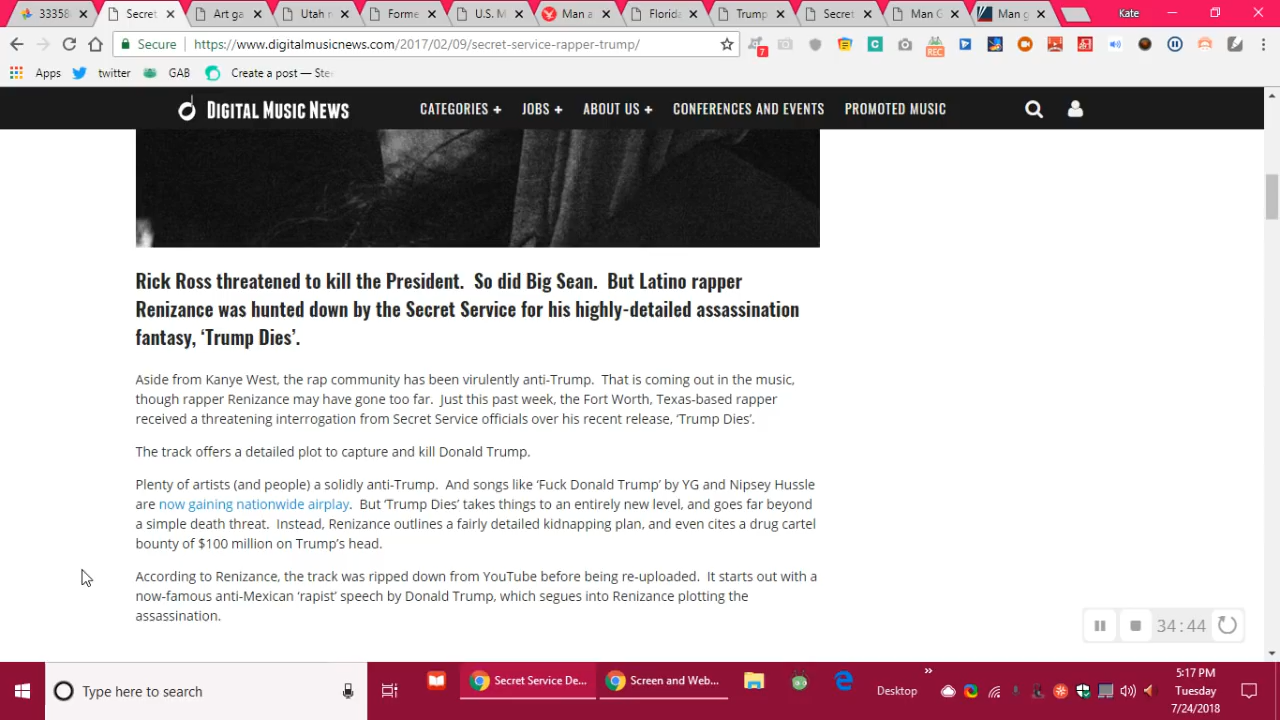 33358
Secret
Art ga
Utah r
Forme
U.S. M
Man a
Florida
Trump
Secret
Man G
Man g
Kate
Secure
https://www.digitalmusicnews.com/2017/02/09/secret-service-rapper-trump/
7
REC
Apps
twitter
GAB
Create a post — Ste
DIGITAL MUSIC NEWS
CATEGORIES +
JOBS +
ABOUT US +
CONFERENCES AND EVENTS
PROMOTED MUSIC
Rick Ross threatened to kill the President. So did Big Sean. But Latino rapper
Renizance was hunted down by the Secret Service for his highly-detailed assassination
fantasy, ‘Trump Dies’.
Aside from Kanye West, the rap community has been virulently anti-Trump. That is coming out in the music,
though rapper Renizance may have gone too far. Just this past week, the Fort Worth, Texas-based rapper
received a threatening interrogation from Secret Service officials over his recent release, ‘Trump Dies’.
The track offers a detailed plot to capture and kill Donald Trump.
Plenty of artists (and people) a solidly anti-Trump. And songs like ‘Fuck Donald Trump’ by YG and Nipsey Hussle
are now gaining nationwide airplay. But ‘Trump Dies’ takes things to an entirely new level, and goes far beyond
a simple death threat. Instead, Renizance outlines a fairly detailed kidnapping plan, and even cites a drug cartel
bounty of $100 million on Trump’s head.
According to Renizance, the track was ripped down from YouTube before being re-uploaded. It starts out with a
now-famous anti-Mexican ‘rapist’ speech by Donald Trump, which segues into Renizance plotting the
assassination.
34:44
Type here to search
Secret Service De...
Screen and Web...
Desktop
5:17 PM
Tuesday
7/24/2018